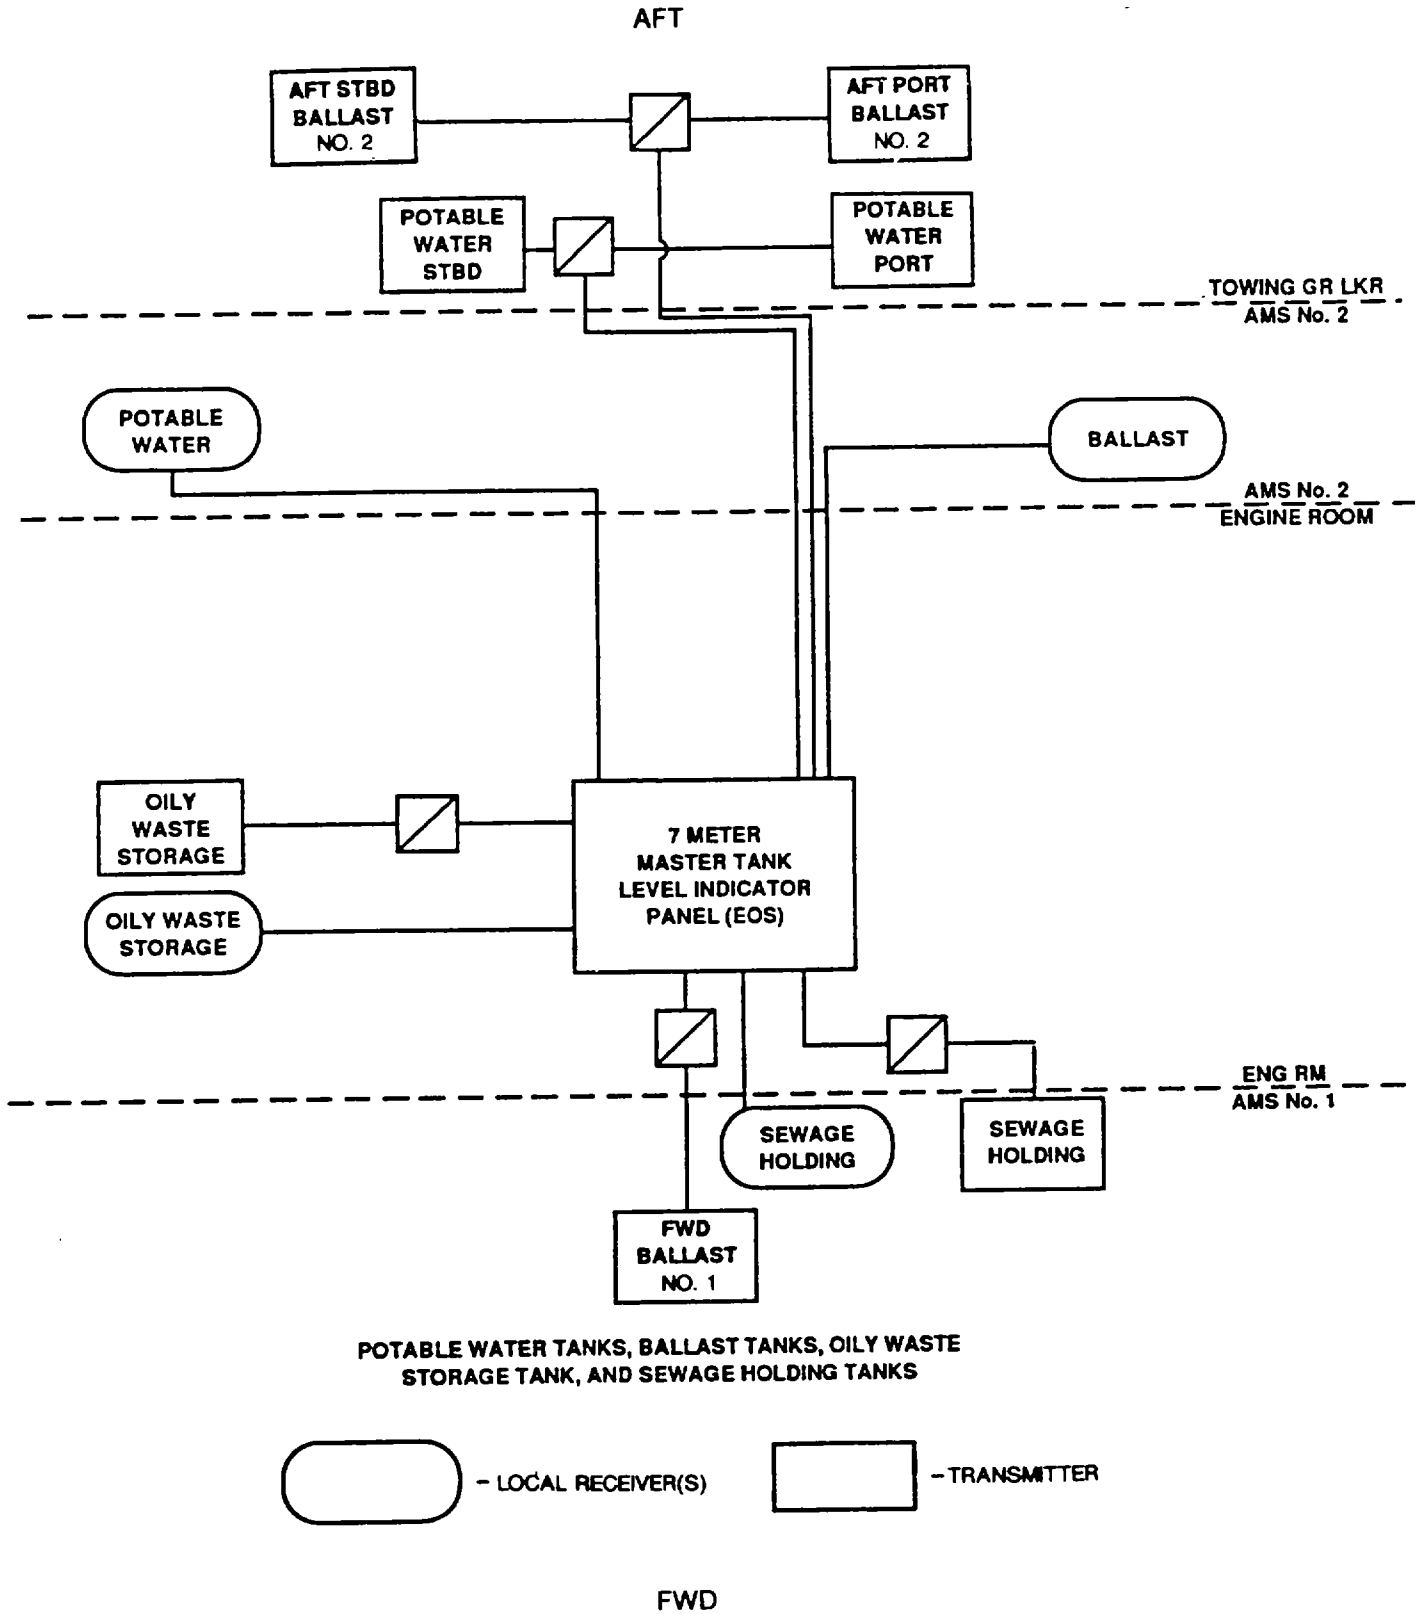 AFT
AFT STBD
BALLAST
NO. 2
AFT PORT
BALLAST
NO. 2
POTABLE
WATER
STBD
POTABLE
WATER
PORT
TOWING GR LKR
AMS No. 2
POTABLE
WATER
BALLAST
AMS No. 2
ENGINE ROOM
OILY
WASTE
STORAGE
7 METER
MASTER TANK
LEVEL INDICATOR
PANEL (EOS)
OILY WASTE
STORAGE
ENG RM
AMS No. 1
SEWAGE
HOLDING
SEWAGE
HOLDING
FWD
BALLAST
NO. 1
POTABLE WATER TANKS, BALLAST TANKS, OILY WASTE
STORAGE TANK, AND SEWAGE HOLDING TANKS
– LOCAL RECEIVER(S)
– TRANSMITTER
FWD